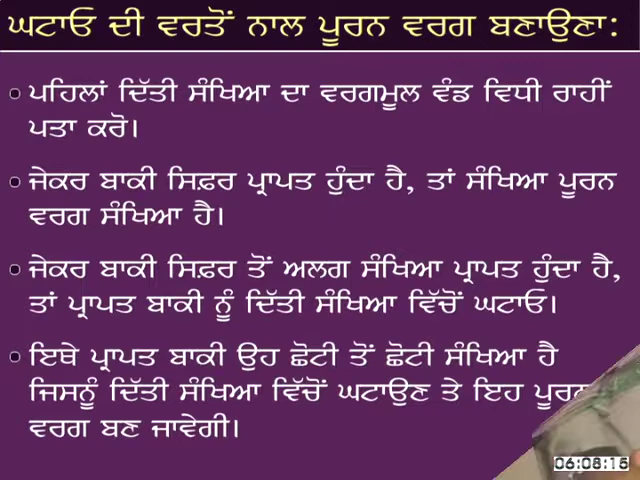 ਘਟਾਓ ਦੀ ਵਰਤੋਂ ਨਾਲ ਪੂਰਨ ਵਰਗ ਬਣਾਉਣਾ:
ਪਹਿਲਾਂ ਦਿੱਤੀ ਸੰਖਿਆ ਦਾ ਵਰਗਮੂਲ ਵੰਡ ਵਿਧੀ ਰਾਹੀਂ
ਪਤਾ ਕਰੋ।
ਜੇਕਰ ਬਾਕੀ ਸਿਫ਼ਰ ਪ੍ਰਾਪਤ ਹੁੰਦਾ ਹੈ, ਤਾਂ ਸੰਖਿਆ ਪੂਰਨ
ਵਰਗ ਸੰਖਿਆ ਹੈ।
ਜੇਕਰ ਬਾਕੀ ਸਿਫ਼ਰ ਤੋਂ ਅਲਗ ਸੰਖਿਆ ਪ੍ਰਾਪਤ ਹੁੰਦਾ ਹੈ,
ਤਾਂ ਪ੍ਰਾਪਤ ਬਾਕੀ ਨੂੰ ਦਿੱਤੀ ਸੰਖਿਆ ਵਿੱਚੋਂ ਘਟਾਓ।
ਇਥੇ ਪ੍ਰਾਪਤ ਬਾਕੀ ਉਹ ਛੋਟੀ ਤੋਂ ਛੋਟੀ ਸੰਖਿਆ ਹੈ
ਜਿਸਨੂੰ ਦਿੱਤੀ ਸੰਖਿਆ ਵਿੱਚੋਂ ਘਟਾਉਣ ਤੇ ਇਹ ਪੂਰਨ
ਵਰਗ ਬਣ ਜਾਵੇਗੀ।
06:08:15